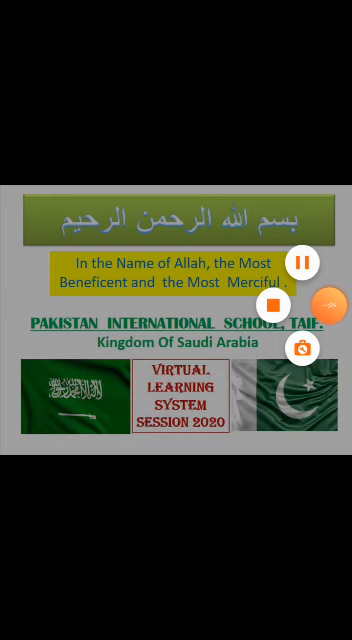 بسم الله الرحمن الرحيم
In the Name of Allah, the Most
Beneficent and the Most Merciful .
PAKISTAN INTERNATIONAL SCHOOL, TAIF.
Kingdom Of Saudi Arabia
VIRTUAL
LEARNING
SYSTEM
SESSION 2020